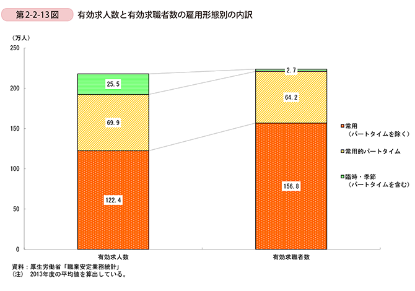 第2-2-13図 有効求人数と有効求職者数の雇用形態別の内訳
(万人)
250
200
150
100
50
0
25.5
69.9
122.4
2.7
64.2
156.8
有効求人数
有効求職者数
常用
(パートタイムを除く)
常用的パートタイム
臨時・季節
(パートタイムを含む)
資料:厚生労働省「職業安定業務統計」
(注) 2013年度の平均値を算出している。